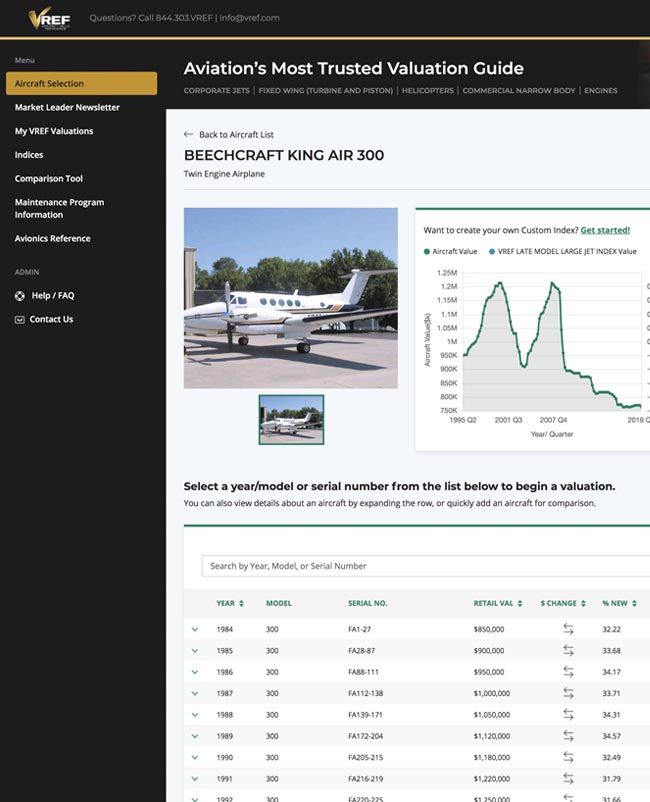 VREF
Questions? Call 844.303.VREF | info@vref.com
Menu
Aircraft Selection
Market Leader Newsletter
My VREF Valuations
Indices
Comparison Tool
Maintenance Program
Information
Avionics Reference
ADMIN
Help / FAQ
Contact Us
Aviation’s Most Trusted Valuation Guide
CORPORATE JETS | FIXED WING (TURBINE AND PISTON) | HELICOPTERS | COMMERCIAL NARROW BODY | ENGINES
Back to Aircraft List
BEECHCRAFT KING AIR 300
Twin Engine Airplane
Want to create your own Custom Index? Get started!
Aircraft Value VREF LATE MODEL LARGE JET INDEX Value
Aircraft Value($k)
1.25M
1.2M
1.15M
1.1M
1.05M
1M
950K
900K
850K
800K
750K
1995 Q2 2001 Q3 2007 Q4 2019 Q
Year/ Quarter
Select a year/model or serial number from the list below to begin a valuation.
You can also view details about an aircraft by expanding the row, or quickly add an aircraft for comparison.
Search by Year, Model, or Serial Number
YEAR MODEL SERIAL NO. RETAIL VAL $ CHANGE % NEW
1984 300 FA1-27 $850,000 32.22
1985 300 FA28-87 $900,000 33.68
1986 300 FA88-111 $950,000 34.17
1987 300 FA112-138 $1,000,000 33.71
1988 300 FA139-171 $1,050,000 34.31
1989 300 FA172-204 $1,120,000 34.57
1990 300 FA205-215 $1,180,000 32.49
1991 300 FA216-219 $1,220,000 31.79
1992 300 FA220-225 $1,250,000 31.66